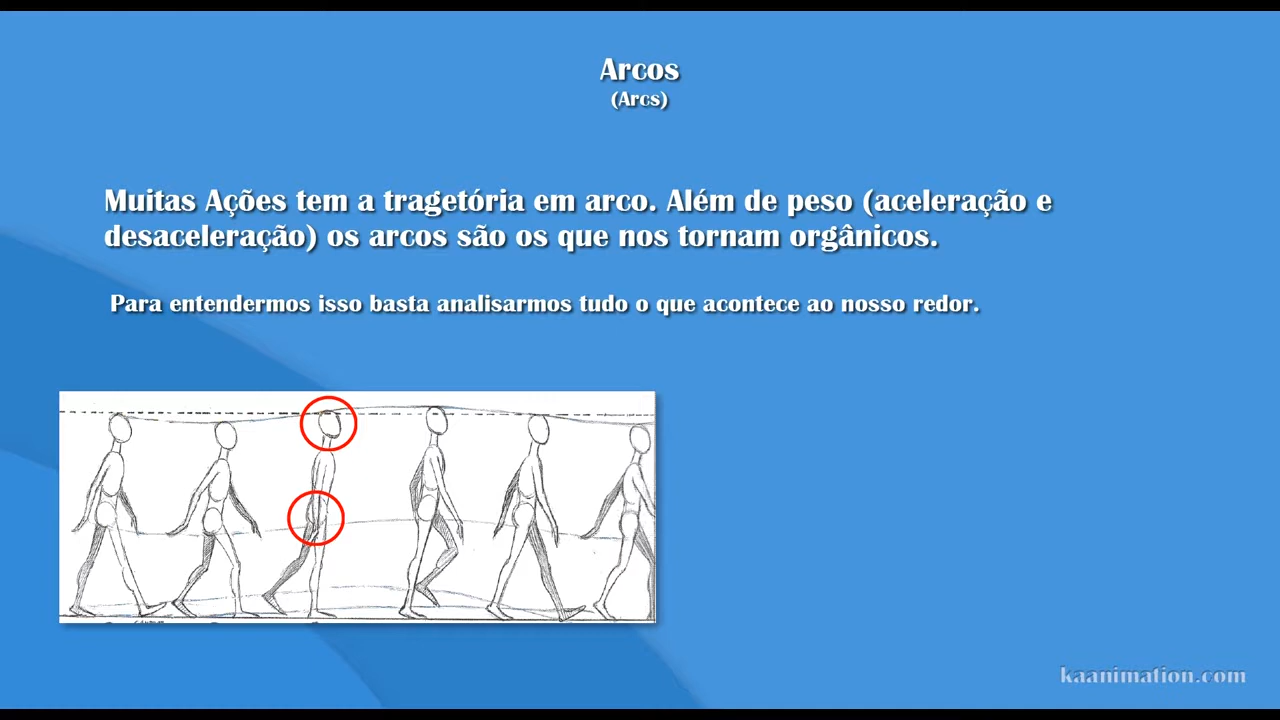 Arcos
(Arcs)
Muitas Ações tem a tragetória em arco. Além de peso (aceleração e
desaceleração) os arcos são os que nos tornam orgânicos.
Para entendermos isso basta analisarmos tudo o que acontece ao nosso redor.
kaanimation.com